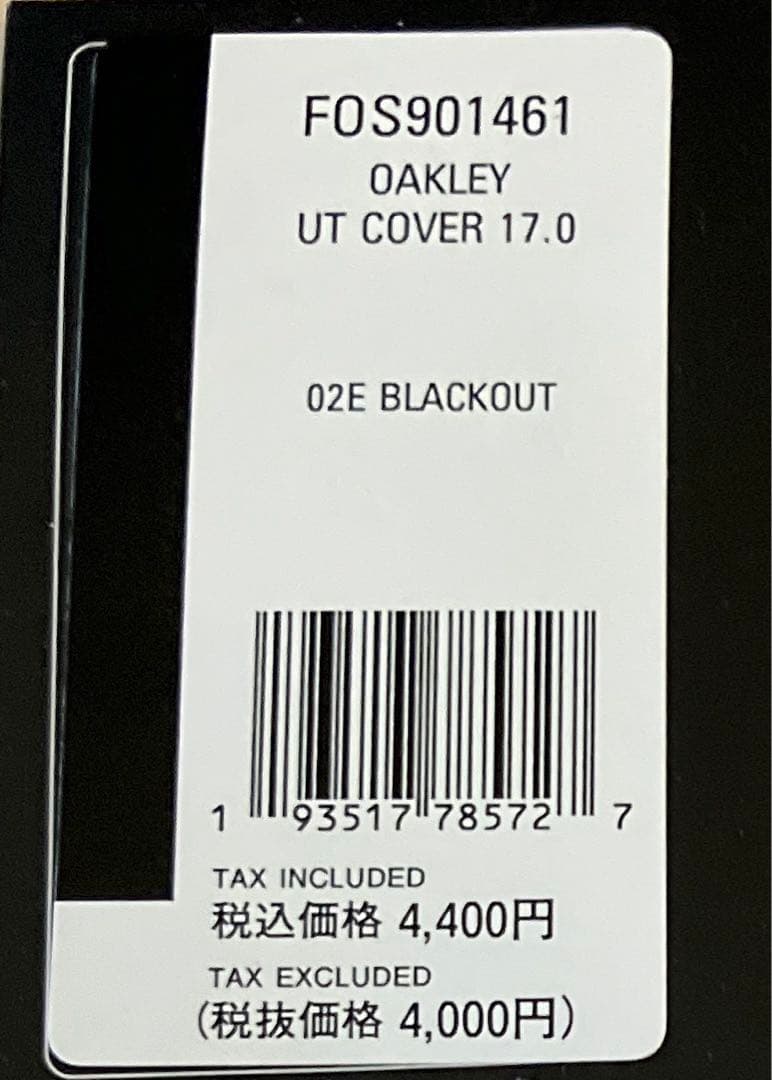 FOS901461
OAKLEY
UT COVER 17.0
02E BLACKOUT
1 93517 78572 7
TAX INCLUDED
税込価格 4,400円
TAX EXCLUDED
(税抜価格 4,000円)